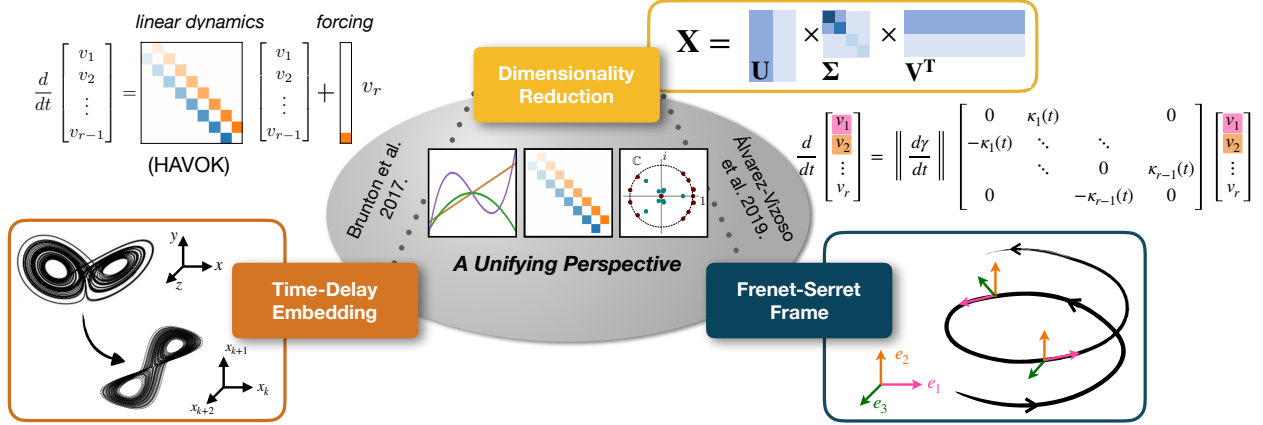 linear dynamics
forcing
d/dt [v_1 v_2 ⋮ v_{r-1}] = [v_1 v_2 ⋮ v_{r-1}] + v_r
(HAVOK)
X = U × Σ × V^T
Dimensionality
Reduction
d/dt [v_1 v_2 ⋮ v_r] = ‖ dγ/dt ‖ [0 κ_1(t) 0
-κ_1(t) ⋱ ⋱
⋱ 0 κ_{r-1}(t)
0 -κ_{r-1}(t) 0] [v_1 v_2 ⋮ v_r]
Brunton et al.
2017.
ℂ
i
1
Álvarez-Vizoso
et al. 2019.
A Unifying Perspective
y
x
z
Time-Delay
Embedding
x_{k+1}
x_k
x_{k+2}
Frenet-Serret
Frame
e_2
e_1
e_3